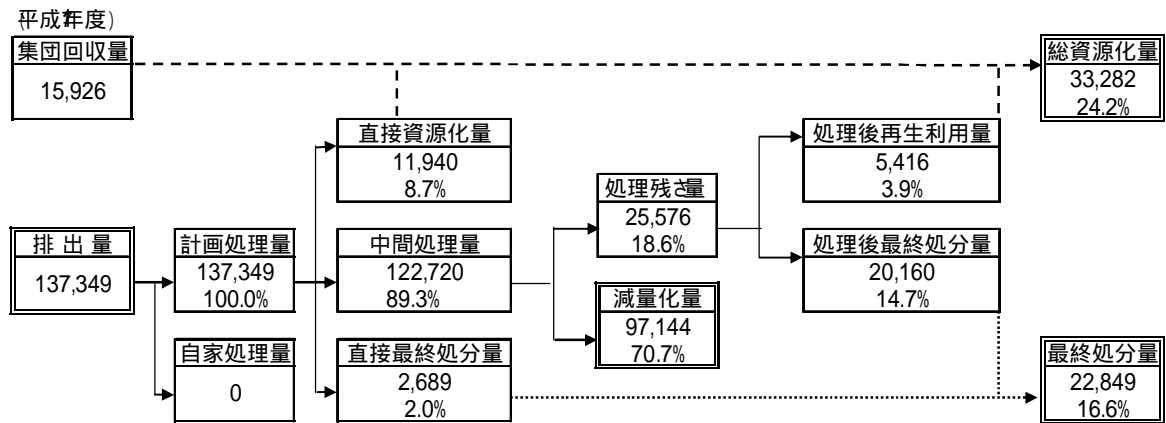 (平成 年度)
集団回収量
15,926
総資源化量
33,282
24.2%
直接資源化量
11,940
8.7%
処理後再生利用量
5,416
3.9%
処理残さ量
25,576
18.6%
排出量
137,349
計画処理量
137,349
100.0%
中間処理量
122,720
89.3%
処理後最終処分量
20,160
14.7%
減量化量
97,144
70.7%
自家処理量
0
直接最終処分量
2,689
2.0%
最終処分量
22,849
16.6%